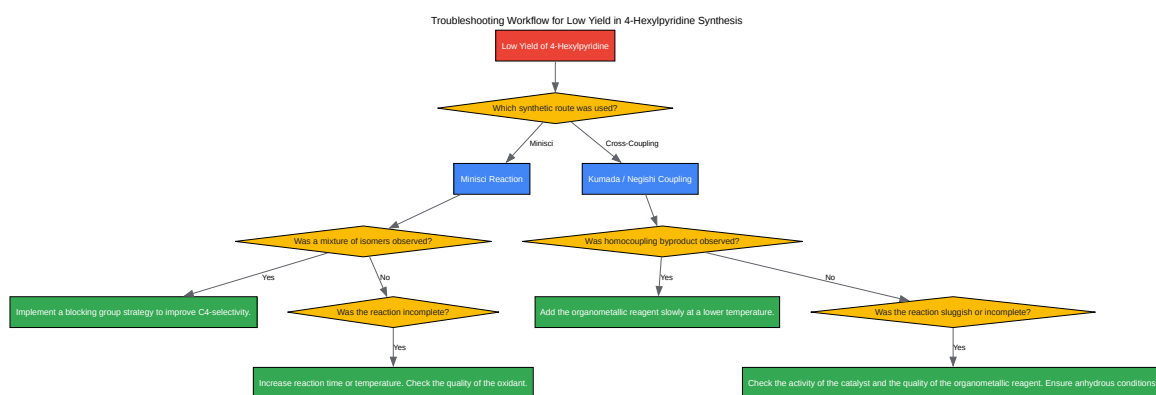 Troubleshooting Workflow for Low Yield in 4-Hexylpyridine Synthesis
Low Yield of 4-Hexylpyridine
Which synthetic route was used?
Minisci
Cross-Coupling
Minisci Reaction
Kumada / Negishi Coupling
Was a mixture of isomers observed?
Was homocoupling byproduct observed?
Yes
No
Yes
No
Implement a blocking group strategy to improve C4-selectivity.
Was the reaction incomplete?
Add the organometallic reagent slowly at a lower temperature.
Was the reaction sluggish or incomplete?
Yes
Yes
Increase reaction time or temperature. Check the quality of the oxidant.
Check the activity of the catalyst and the quality of the organometallic reagent. Ensure anhydrous conditions